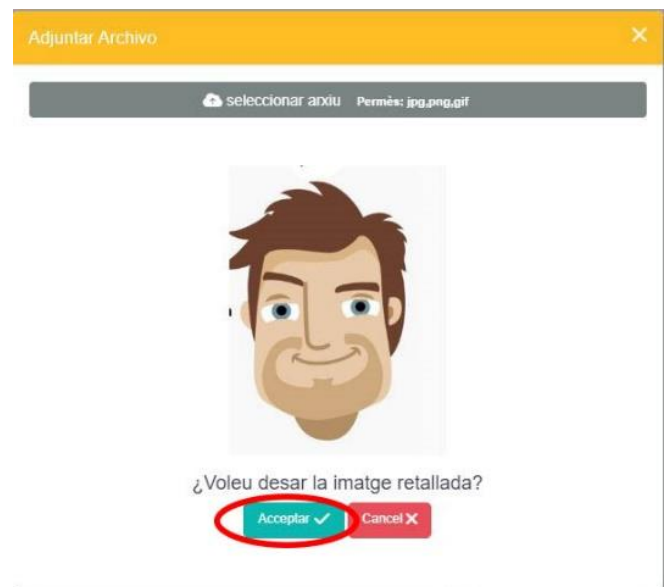 Adjuntar Archivo
seleccionar arxiu Permès: jpg,png,gif
¿Voleu desar la imatge retallada?
Acceptar Cancel